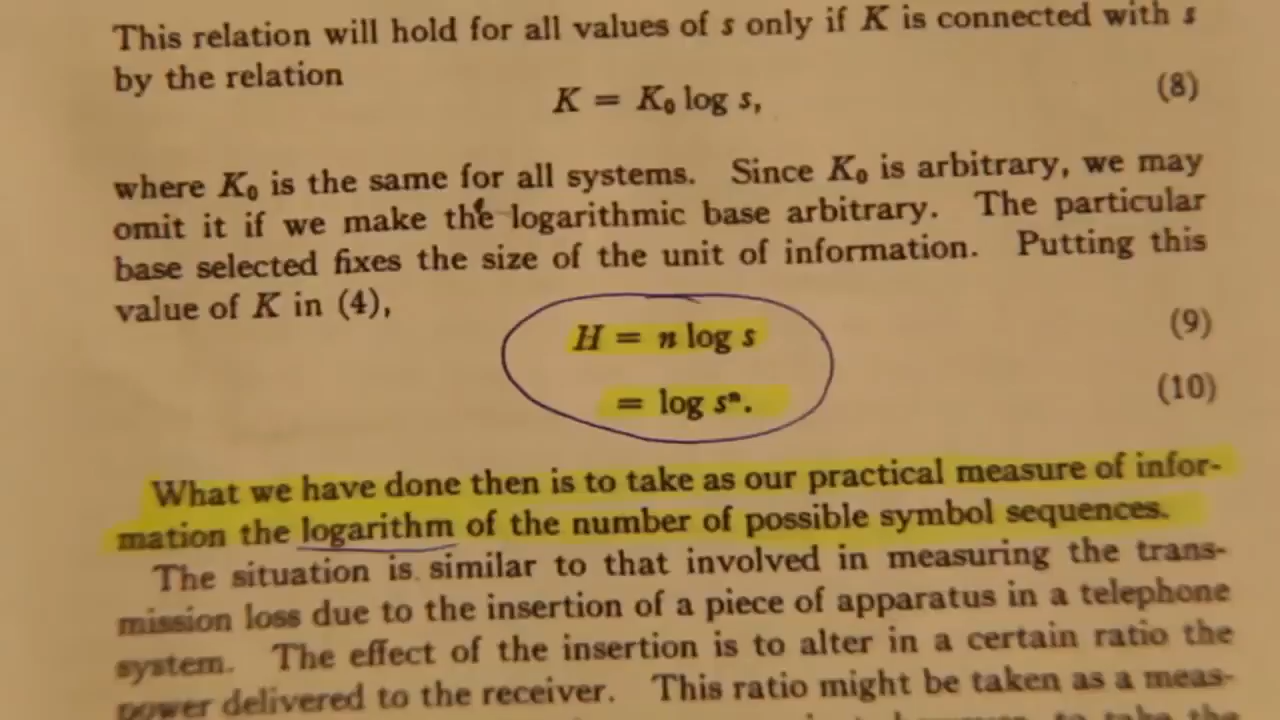 This relation will hold for all values of s only if K is connected with s
by the relation
K = K₀ log s, (8)
where K₀ is the same for all systems. Since K₀ is arbitrary, we may
omit it if we make the logarithmic base arbitrary. The particular
base selected fixes the size of the unit of information. Putting this
value of K in (4),
H = n log s (9)
= log sⁿ. (10)
What we have done then is to take as our practical measure of infor-
mation the logarithm of the number of possible symbol sequences.
The situation is similar to that involved in measuring the trans-
mission loss due to the insertion of a piece of apparatus in a telephone
system. The effect of the insertion is to alter in a certain ratio the
power delivered to the receiver. This ratio might be taken as a meas-
to take the